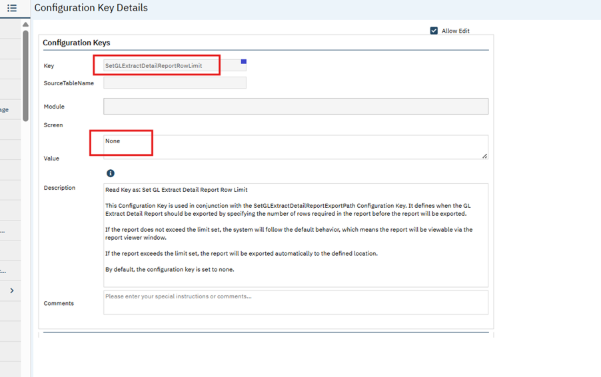 Configuration Key Details
Allow Edit
Configuration Keys
Key
SetGLExtractDetailReportRowLimit
SourceTableName
age
Module
Screen
None
Value
Description
Read Key as: Set GL Extract Detail Report Row Limit
This Configuration Key is used in conjunction with the SetGLExtractDetailReportExportPath Configuration Key. It defines when the GL
Extract Detail Report should be exported by specifying the number of rows required in the report before the report will be exported.
If the report does not exceed the limit set, the system will follow the default behavior, which means the report will be viewable via the
report viewer window.
If the report exceeds the limit set, the report will be exported automatically to the defined location.
By default, the configuration key is set to none.
Comments
Please enter your special instructions or comments...